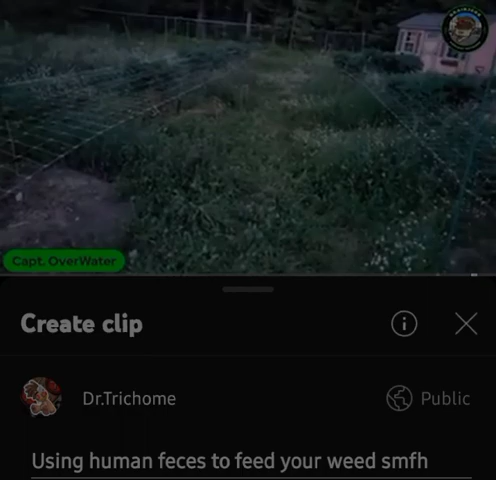 Capt. OverWater
Create clip
Dr.Trichome
Public
Using human feces to feed your weed smfh